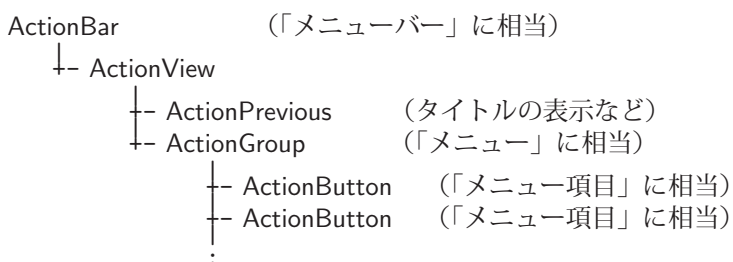 ActionBar （「メニューバー」に相当）
ActionView
ActionPrevious （タイトルの表示など）
ActionGroup （「メニュー」に相当）
ActionButton （「メニュー項目」に相当）
ActionButton （「メニュー項目」に相当）